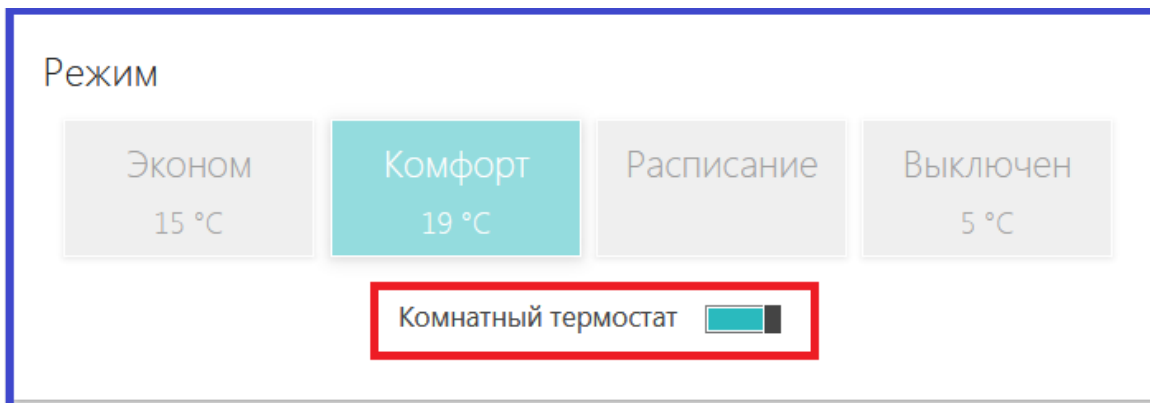 Режим
Эконом
15 °C
Комфорт
19 °C
Расписание
Выключен
5 °C
Комнатный термостат